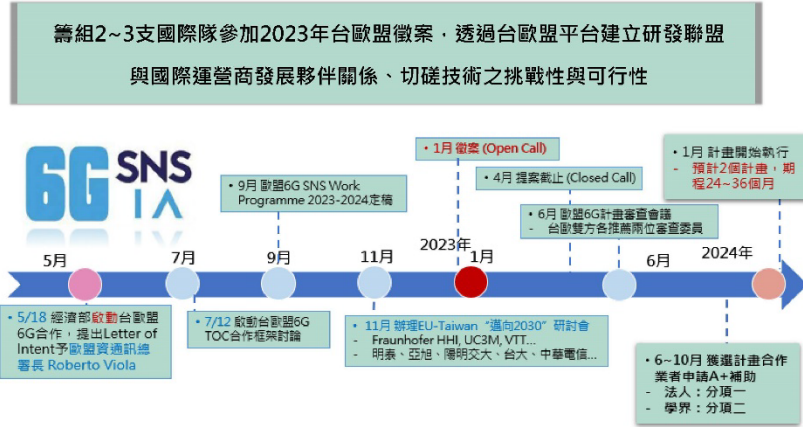 籌組2~3支國際隊參加2023年台歐盟徵案，透過台歐盟平台建立研發聯盟
與國際運營商發展夥伴關係、切磋技術之挑戰性與可行性
6G SNS
IA
• 9月 歐盟6G SNS Work
Programme 2023-2024定稿
• 1月 徵案 (Open Call)
• 4月 提案截止 (Closed Call)
• 6月 歐盟6G計畫審查會議
- 台歐雙方各推薦兩位審查委員
• 1月 計畫開始執行
- 預計2個計畫，期
程24~36個月
5月
7月
9月
11月
2023年
1月
6月
2024年
• 5/18 經濟部啟動台歐盟
6G合作，提出Letter of
Intent予歐盟資通訊總
署長 Roberto Viola
• 7/12 啟動台歐盟6G
TOC合作框架討論
• 11月 辦理EU-Taiwan“邁向2030”研討會
- Fraunhofer HHI, UC3M, VTT...
- 明泰、亞旭、陽明交大、台大、中華電信...
• 6~10月 獲選計畫合作
業者申請A+補助
- 法人：分項一
- 學界：分項二